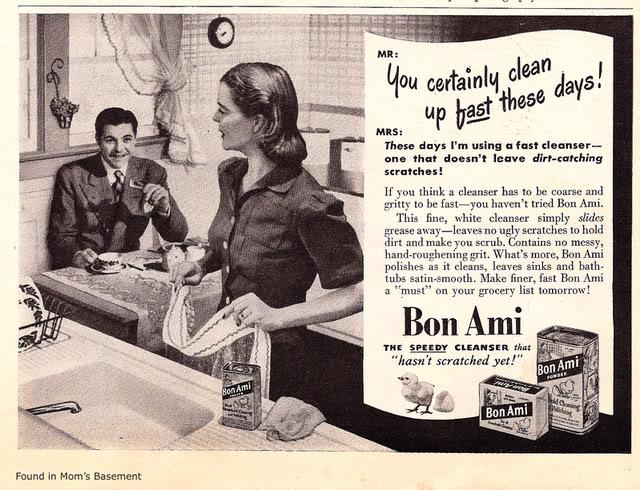 MR:
You certainly clean
up fast these days!
MRS:
These days I'm using a fast cleanser—
one that doesn't leave dirt-catching
scratches!
If you think a cleanser has to be coarse and
gritty to be fast—you haven't tried Bon Ami.
This fine, white cleanser simply slides
grease away—leaves no ugly scratches to hold
dirt and make you scrub. Contains no messy,
hand-roughening grit. What's more, Bon Ami
polishes as it cleans, leaves sinks and bath-
tubs satin-smooth. Make finer, fast Bon Ami
a "must" on your grocery list tomorrow!
Bon Ami
THE SPEEDY CLEANSER that
"hasn't scratched yet!"
Bon Ami
POWDER
Bon Ami
Bon Ami
Bon Ami
Found in Mom's Basement